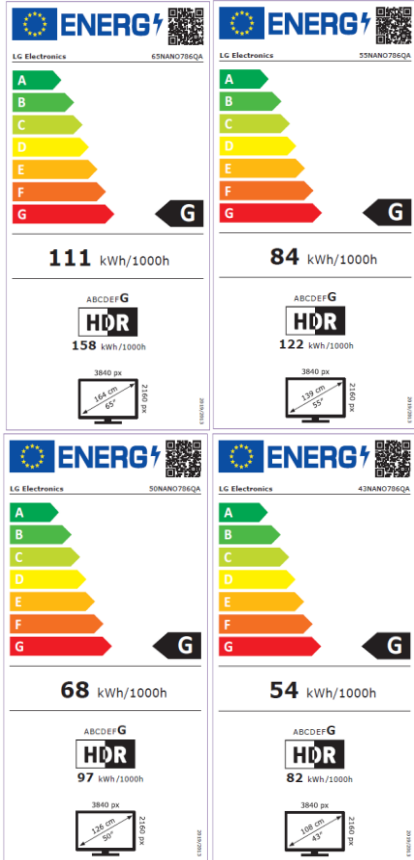 ENERG
LG Electronics 65NANO786QA
A
B
C
D
E
F
G
G
111 kWh/1000h
ABCDEFG
HDR
158 kWh/1000h
3840 px
2160 px
164 cm
65"
2019/2013
ENERG
LG Electronics 55NANO786QA
A
B
C
D
E
F
G
G
84 kWh/1000h
ABCDEFG
HDR
122 kWh/1000h
3840 px
2160 px
139 cm
55"
2019/2013
ENERG
LG Electronics 50NANO786QA
A
B
C
D
E
F
G
G
68 kWh/1000h
ABCDEFG
HDR
97 kWh/1000h
3840 px
2160 px
126 cm
50"
2019/2013
ENERG
LG Electronics 43NANO786QA
A
B
C
D
E
F
G
G
54 kWh/1000h
ABCDEFG
HDR
82 kWh/1000h
3840 px
2160 px
108 cm
43"
2019/2013